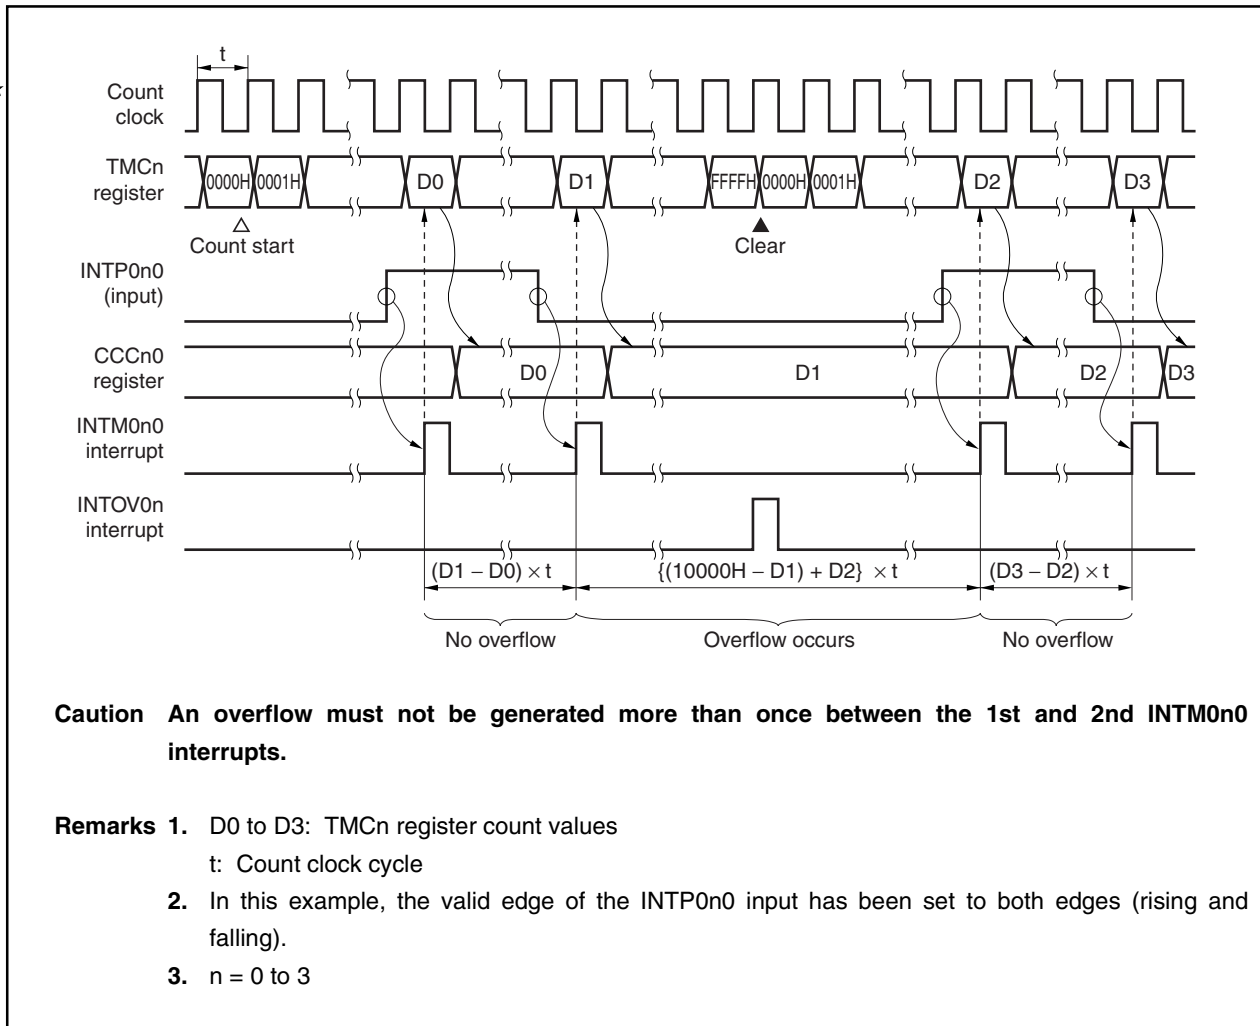 t
Count
clock
TMCn
register
0000H 0001H D0 D1 FFFFH 0000H 0001H D2 D3
Count start
Clear
INTP0n0
(input)
CCCn0
register
D0 D1 D2 D3
INTM0n0
interrupt
INTOV0n
interrupt
(D1 − D0) × t {(10000H − D1) + D2} × t (D3 − D2) × t
No overflow Overflow occurs No overflow
Caution An overflow must not be generated more than once between the 1st and 2nd INTM0n0
interrupts.
Remarks 1. D0 to D3: TMCn register count values
t: Count clock cycle
2. In this example, the valid edge of the INTP0n0 input has been set to both edges (rising and
falling).
3. n = 0 to 3